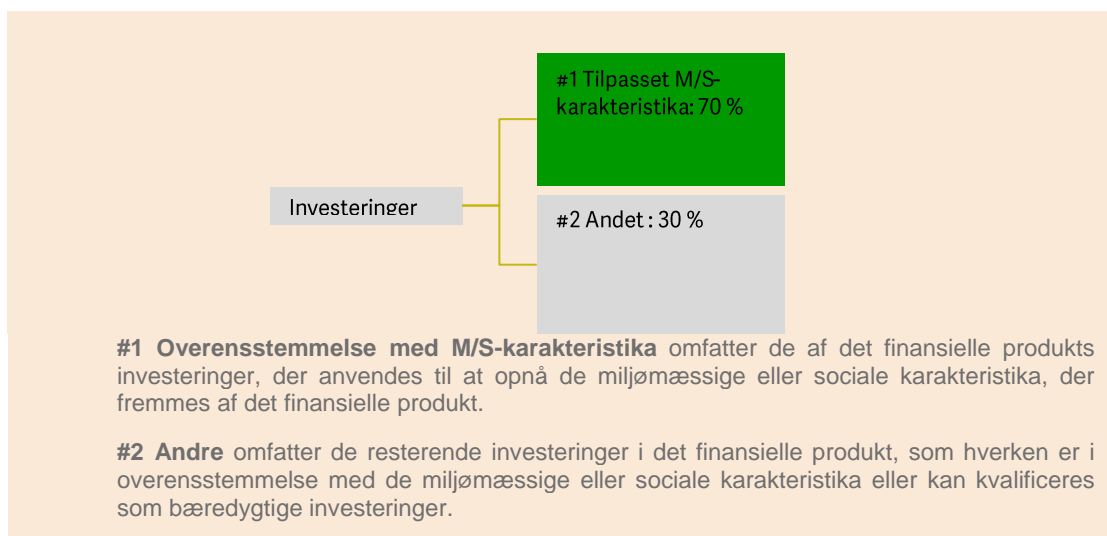 #1 Tilpasset M/S-
karakteristika: 70 %
Investeringer
#2 Andet : 30 %
#1 Overensstemmelse med M/S-karakteristika omfatter de af det finansielle produkts
investeringer, der anvendes til at opnå de miljømæssige eller sociale karakteristika, der
fremmes af det finansielle produkt.
#2 Andre omfatter de resterende investeringer i det finansielle produkt, som hverken er i
overensstemmelse med de miljømæssige eller sociale karakteristika eller kan kvalificeres
som bæredygtige investeringer.